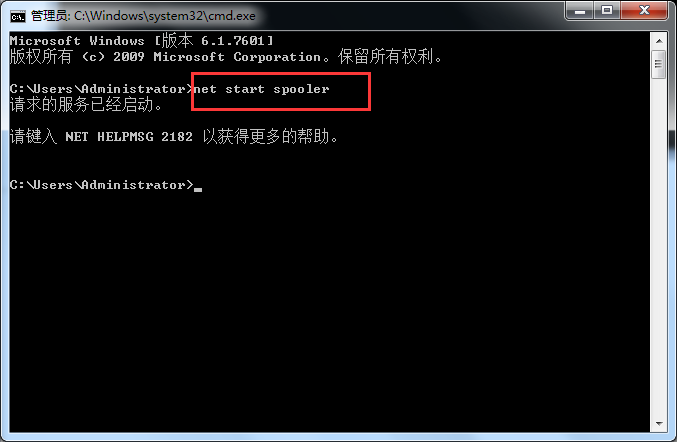 管理员: C:\Windows\system32\cmd.exe
Microsoft Windows [版本 6.1.7601]
版权所有 (c) 2009 Microsoft Corporation。保留所有权利。
C:\Users\Administrator>net start spooler
请求的服务已经启动。
请键入 NET HELPMSG 2182 以获得更多的帮助。
C:\Users\Administrator>